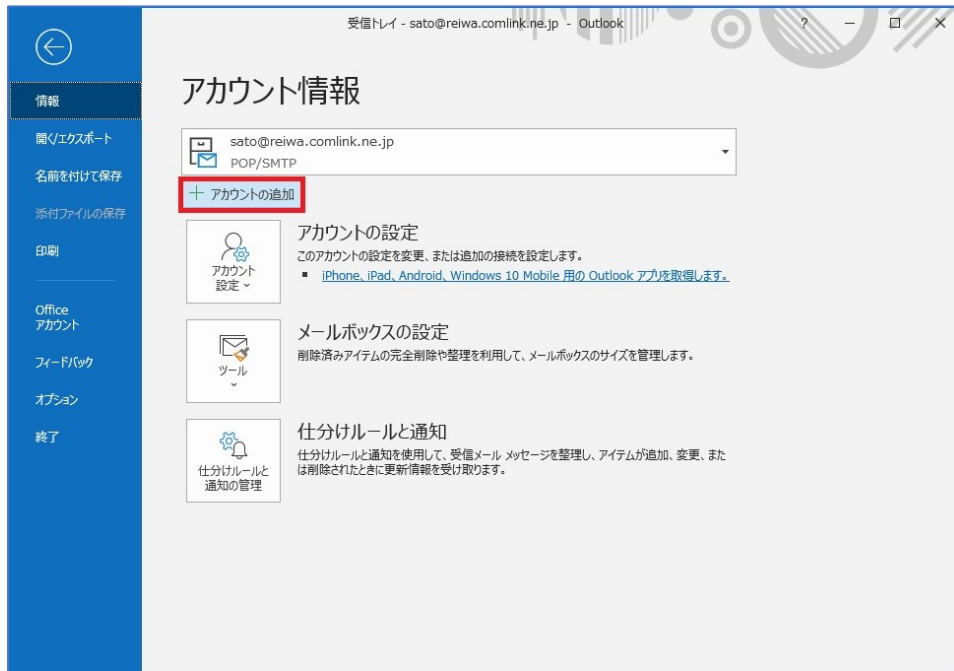 受信トレイ - sato@reiwa.comlink.ne.jp - Outlook
?
情報
開く/エクスポート
名前を付けて保存
添付ファイルの保存
印刷
Office
アカウント
フィードバック
オプション
終了
アカウント情報
sato@reiwa.comlink.ne.jp
POP/SMTP
アカウントの追加
アカウント
設定
アカウントの設定
このアカウントの設定を変更、または追加の接続を設定します。
iPhone、iPad、Android、Windows 10 Mobile 用の Outlook アプリを取得します。
ツール
メールボックスの設定
削除済みアイテムの完全削除や整理を利用して、メールボックスのサイズを管理します。
仕分けルールと
通知の管理
仕分けルールと通知
仕分けルールと通知を使用して、受信メール メッセージを整理し、アイテムが追加、変更、また
は削除されたときに更新情報を受け取ります。